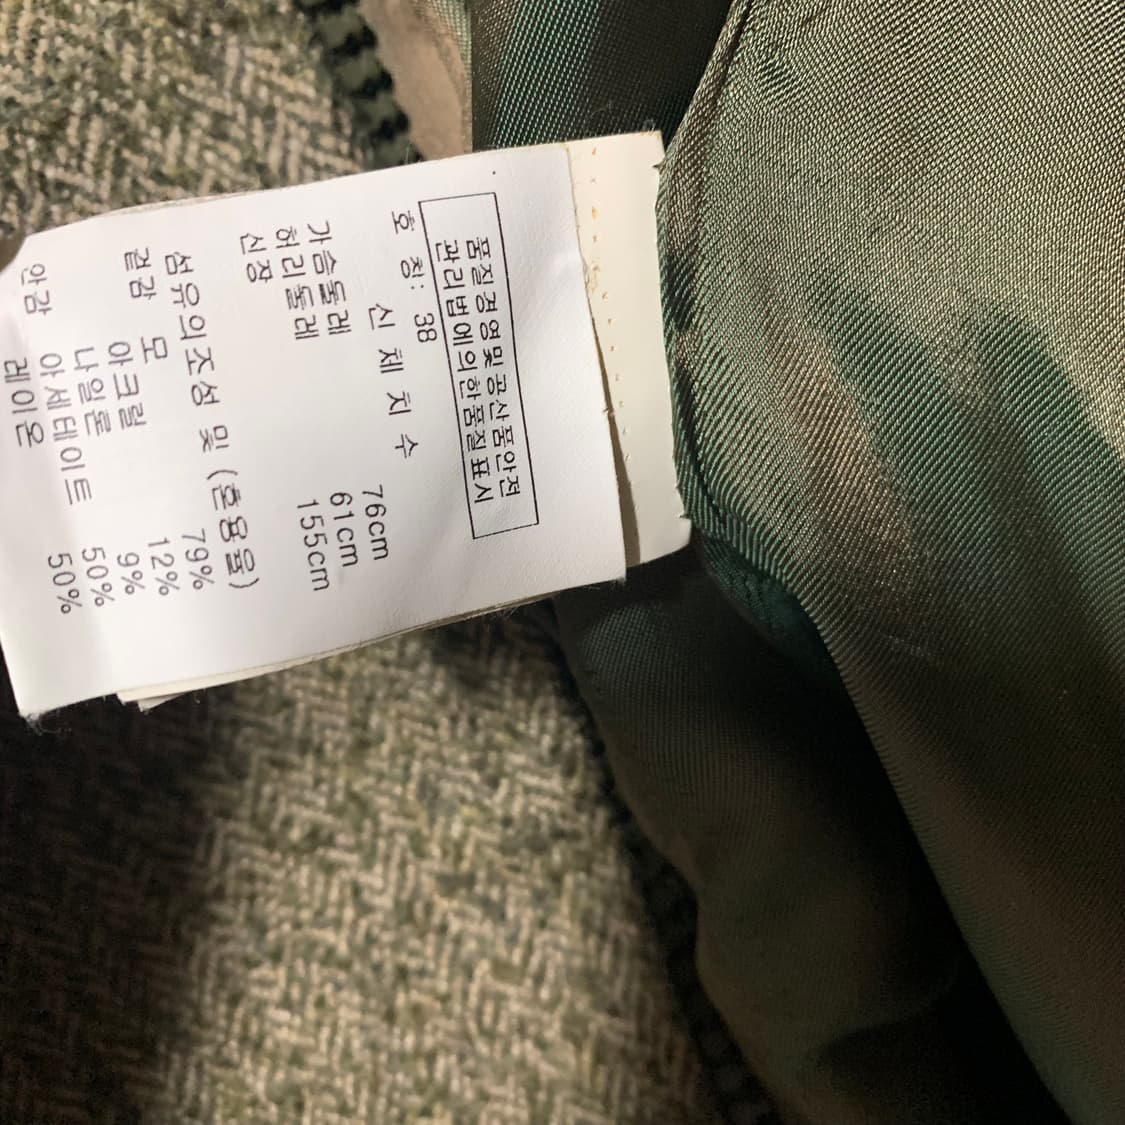 품질경영및공산품안전
관리법에의한품질표시
호 칭: 38
신 체 치 수
가슴둘레 76cm
허리둘레 61cm
신장 155cm
섬유의조성 및 (혼용율)
겉감 모 79%
아크릴 12%
나일론 9%
안감 아세테이트 50%
레이온 50%